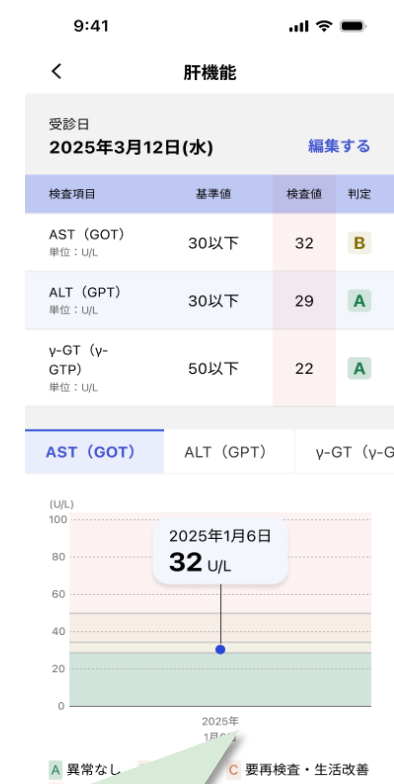 9:41
肝機能
受診日
2025年3月12日(水)
編集する
検査項目 基準値 検査値 判定
AST（GOT）
単位：U/L
30以下 32 B
ALT（GPT）
単位：U/L
30以下 29 A
γ-GT（γ-
GTP）
単位：U/L
50以下 22 A
AST（GOT） ALT（GPT） γ-GT（γ-G
(U/L)
100
2025年1月6日
32 U/L
80
60
40
20
0
2025年
1月
A 異常なし
C 要再検査・生活改善